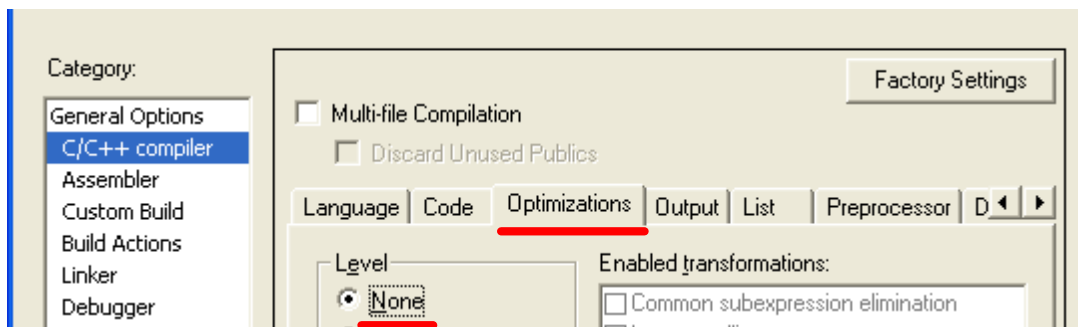 Category:
Factory Settings
General Options
Multi-file Compilation
C/C++ compiler
Discard Unused Publics
Assembler
Custom Build
Language Code Optimizations Output List Preprocessor D
Build Actions
Linker
Level
Enabled transformations:
Debugger
None
Common subexpression elimination